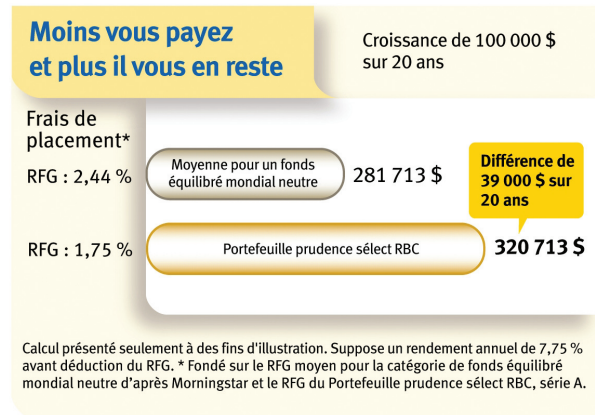 Moins vous payez
et plus il vous en reste
Croissance de 100 000 $
sur 20 ans
Frais de
placement*
RFG : 2,44 %
Moyenne pour un fonds
équilibré mondial neutre
281 713 $
Différence de
39 000 $ sur
20 ans
RFG : 1,75 %
Portefeuille prudence sélect RBC
320 713 $
Calcul présenté seulement à des fins d'illustration. Suppose un rendement annuel de 7,75 %
avant déduction du RFG. * Fondé sur le RFG moyen pour la catégorie de fonds équilibré
mondial neutre d’après Morningstar et le RFG du Portefeuille prudence sélect RBC, série A.